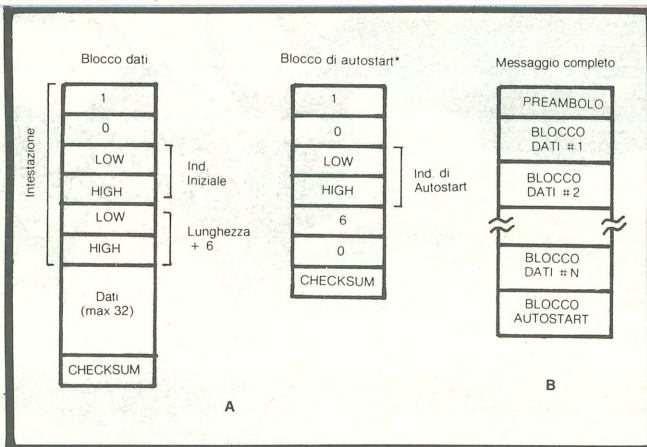 Blocco dati
Intestazione
1
0
LOW
HIGH
Ind.
Iniziale
LOW
HIGH
Lunghezza
+ 6
Dati
(max 32)
CHECKSUM
Blocco di autostart*
1
0
LOW
HIGH
Ind. di
Autostart
6
0
CHECKSUM
A
Messaggio completo
PREAMBOLO
BLOCCO
DATI #1
BLOCCO
DATI #2
BLOCCO
DATI #N
BLOCCO
AUTOSTART
B